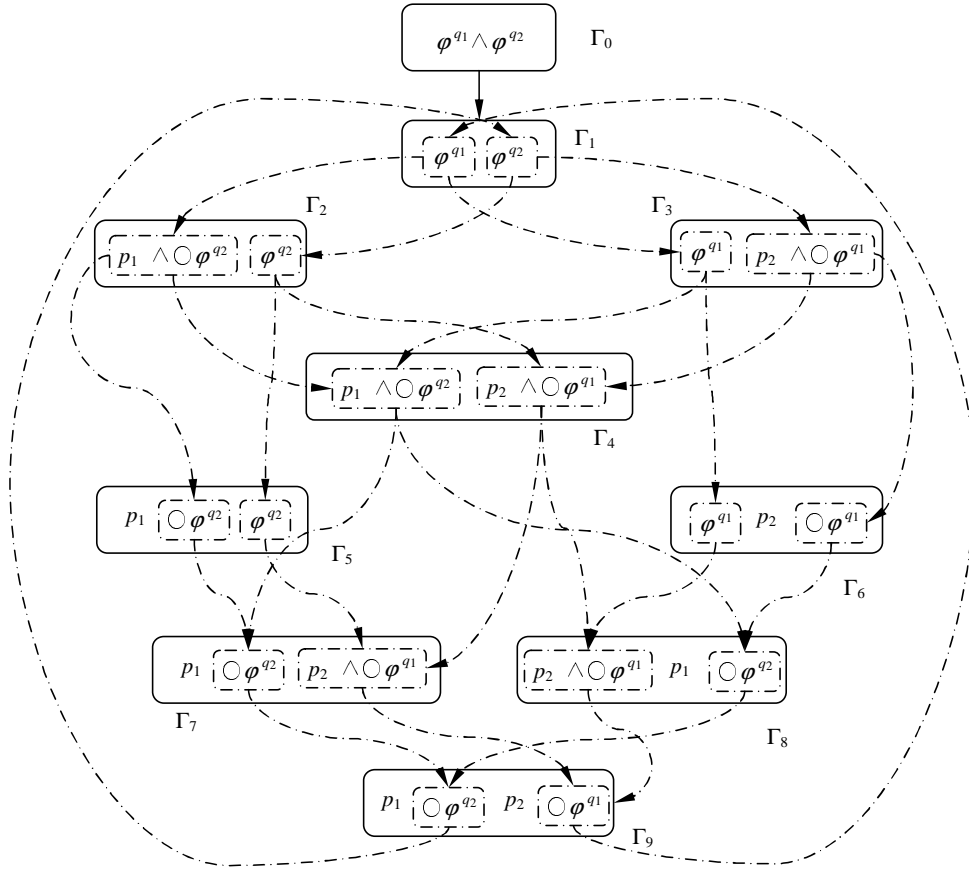 φ^{q1} ∧ φ^{q2} Γ₀
Γ₁
φ^{q1} φ^{q2}
Γ₂ Γ₃
p₁ ∧ ○ φ^{q2} φ^{q2} φ^{q1} p₂ ∧ ○ φ^{q1}
p₁ ∧ ○ φ^{q2} p₂ ∧ ○ φ^{q1}
Γ₄
p₁ ○ φ^{q2} φ^{q2} φ^{q1} p₂ ○ φ^{q1}
Γ₅ Γ₆
p₁ ○ φ^{q2} p₂ ∧ ○ φ^{q1} p₂ ∧ ○ φ^{q1} p₁ ○ φ^{q2}
Γ₇ Γ₈
p₁ ○ φ^{q2} p₂ ○ φ^{q1}
Γ₉